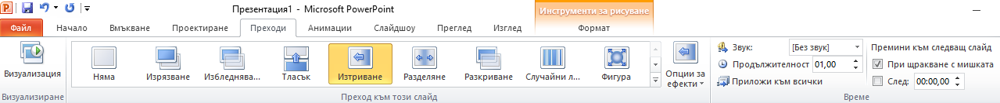 Презентация1 - Microsoft PowerPoint
Инструменти за рисуване
Файл Начало Вмъкване Проектиране Преходи Анимации Слайдшоу Преглед Изглед Формат
Визуализация
Няма Изрязване Избледнява... Тласък Изтриване Разделяне Разкриване Случайни л... Фигура
Опции за
ефекти
Звук: [Без звук]
Продължителност 01,00
Приложи към всички
Премини към следващ слайд
При щракване с мишката
След: 00:00,00
Визуализиране Преход към този слайд Време